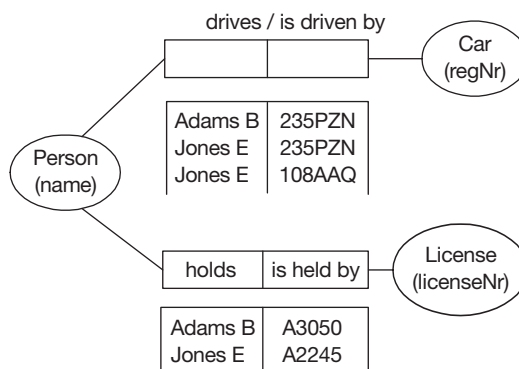 drives / is driven by
Car
(regNr)
Adams B 235PZN
Jones E 235PZN
Jones E 108AAQ
Person
(name)
holds is held by
License
(licenseNr)
Adams B A3050
Jones E A2245